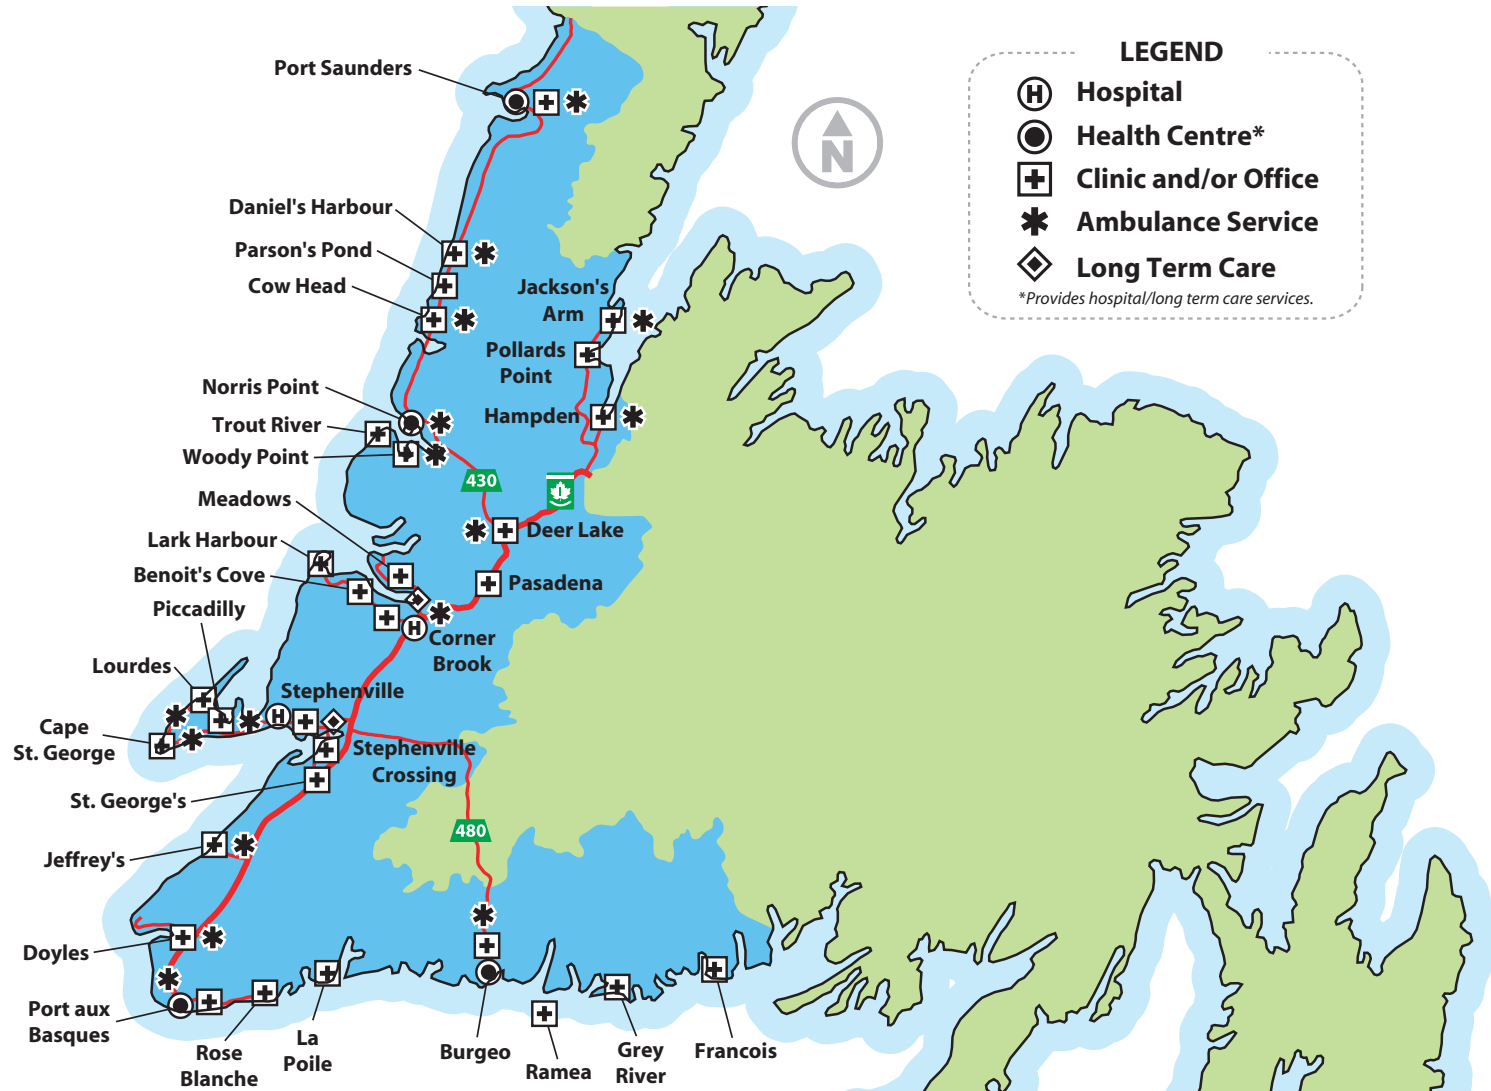 LEGEND
H Hospital
Health Centre*
Clinic and/or Office
Ambulance Service
Long Term Care
*Provides hospital/long term care services.
N
Port Saunders
Daniel's Harbour
Parson's Pond
Cow Head
Jackson's
Arm
Pollards
Point
Norris Point
Hampden
Trout River
Woody Point
430
1
Meadows
Deer Lake
Lark Harbour
Benoit's Cove
Pasadena
Piccadilly
H
Corner
Brook
Lourdes
Stephenville
H
Cape
St. George
Stephenville
Crossing
St. George's
480
Jeffrey's
Doyles
Port aux
Basques
Rose
Blanche
La
Poile
Burgeo
Ramea
Grey
River
Francois